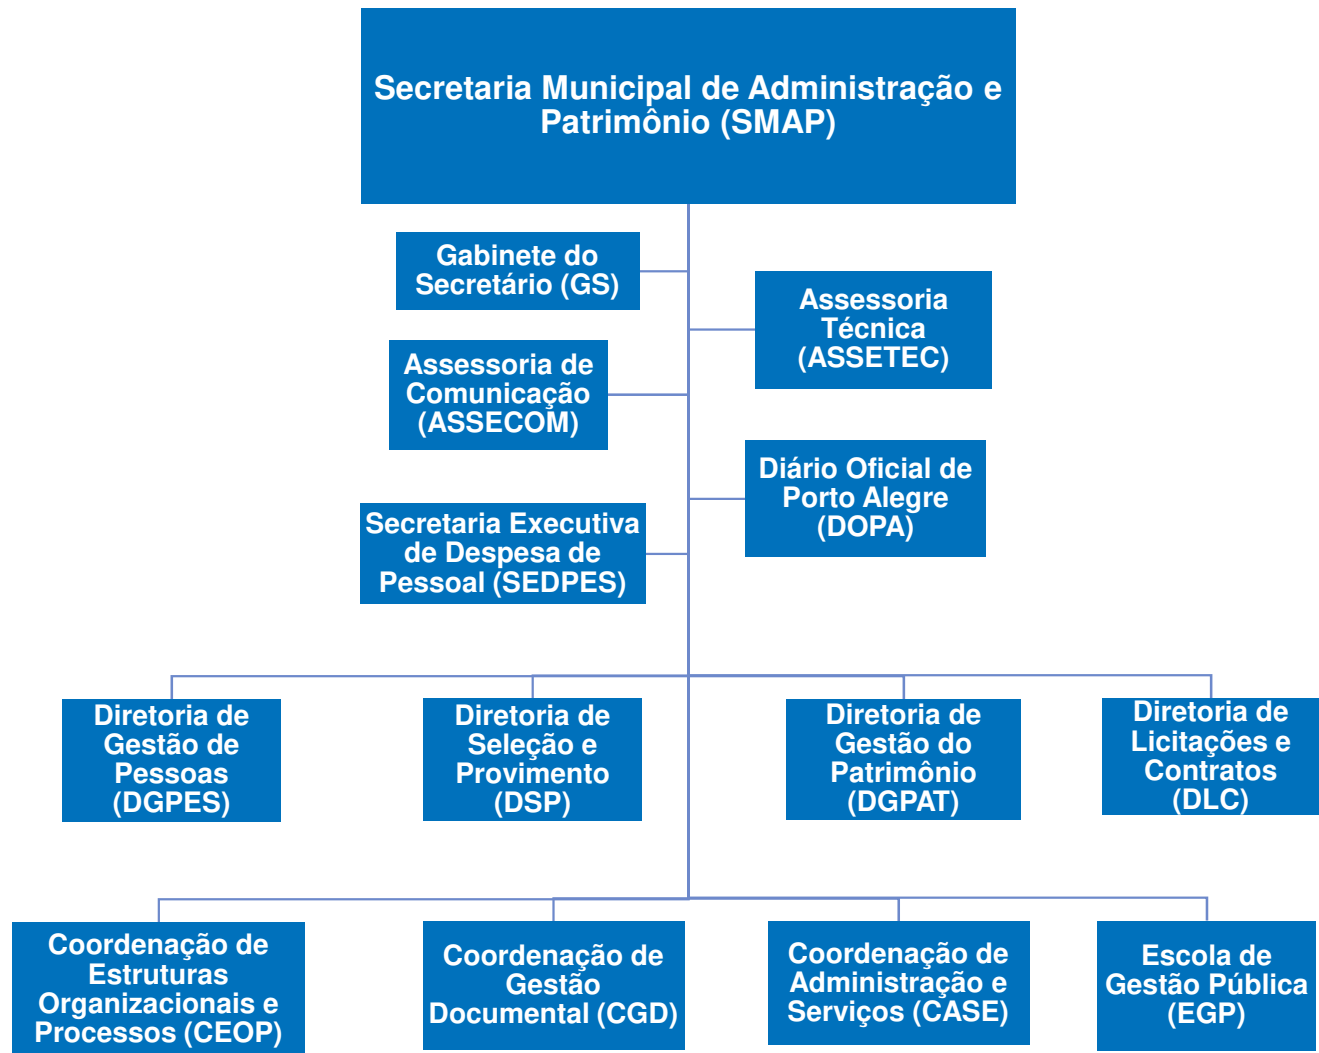 Secretaria Municipal de Administração e
Patrimônio (SMAP)
Gabinete do
Secretário (GS)
Assessoria
Técnica
(ASSETEC)
Assessoria de
Comunicação
(ASSECOM)
Diário Oficial de
Porto Alegre
(DOPA)
Secretaria Executiva
de Despesa de
Pessoal (SEDPES)
Diretoria de
Gestão de
Pessoas
(DGPES)
Diretoria de
Seleção e
Provimento
(DSP)
Diretoria de
Gestão do
Patrimônio
(DGPAT)
Diretoria de
Licitações e
Contratos
(DLC)
Coordenação de
Estruturas
Organizacionais e
Processos (CEOP)
Coordenação de
Gestão
Documental (CGD)
Coordenação de
Administração e
Serviços (CASE)
Escola de
Gestão Pública
(EGP)